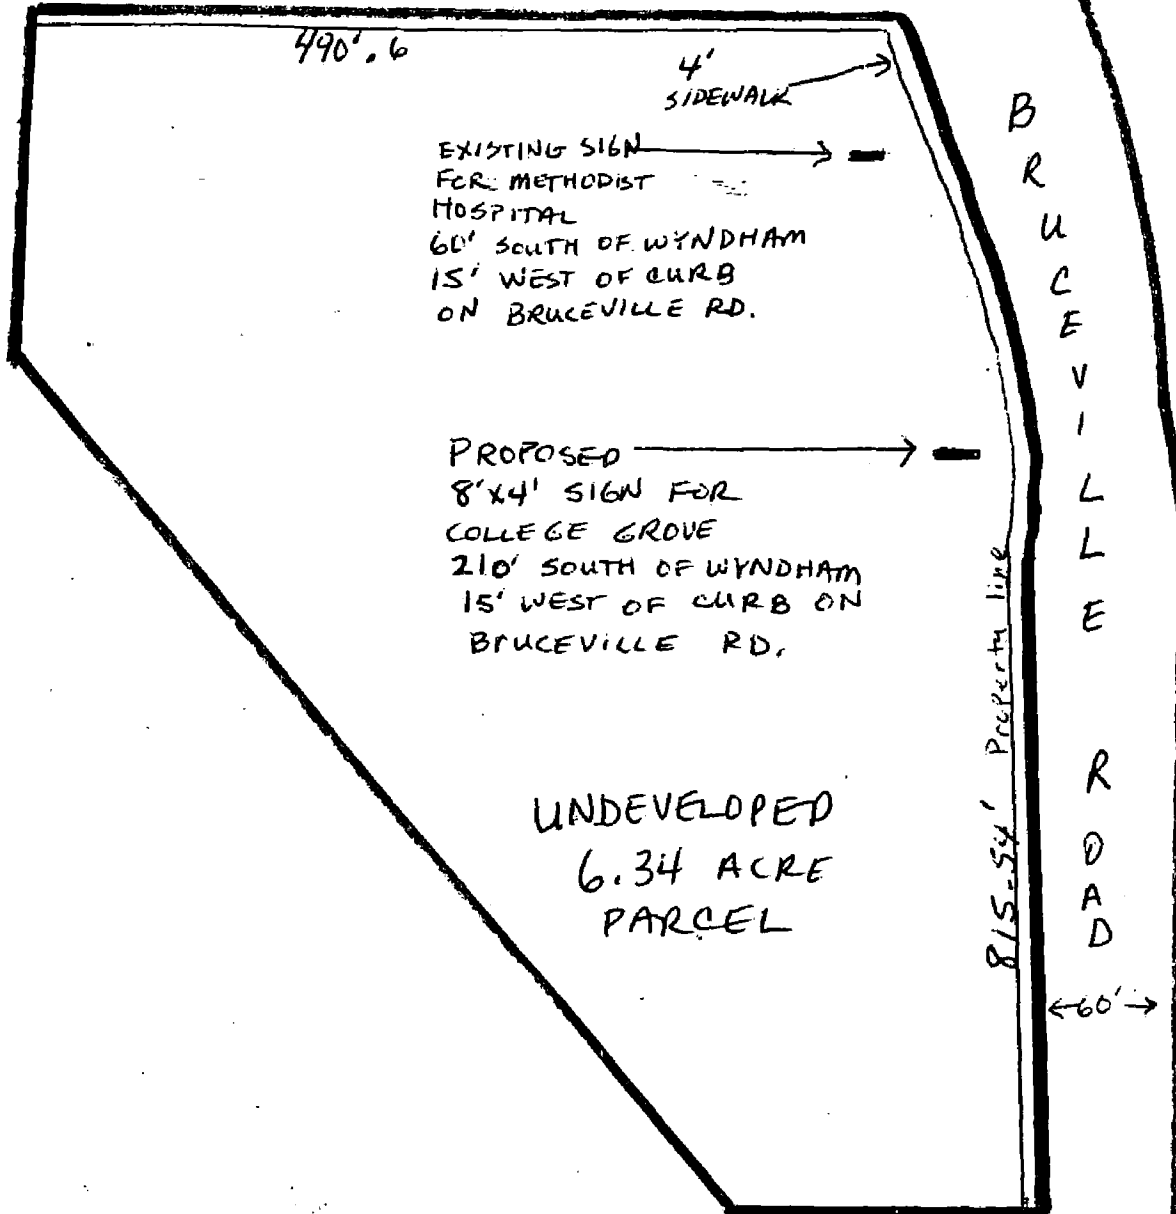 490'.6
4'
SIDEWALK
EXISTING SIGN
FOR: METHODIST
HOSPITAL
60' SOUTH OF WYNDHAM
15' WEST OF CURB
ON BRUCEVILLE RD.
PROPOSED
8'X4' SIGN FOR
COLLEGE GROVE
210' SOUTH OF WYNDHAM
15' WEST OF CURB ON
BRUCEVILLE RD.
UNDEVELOPED
6.34 ACRE
PARCEL
815.54' Property line
BRUCEVILLE ROAD
60'